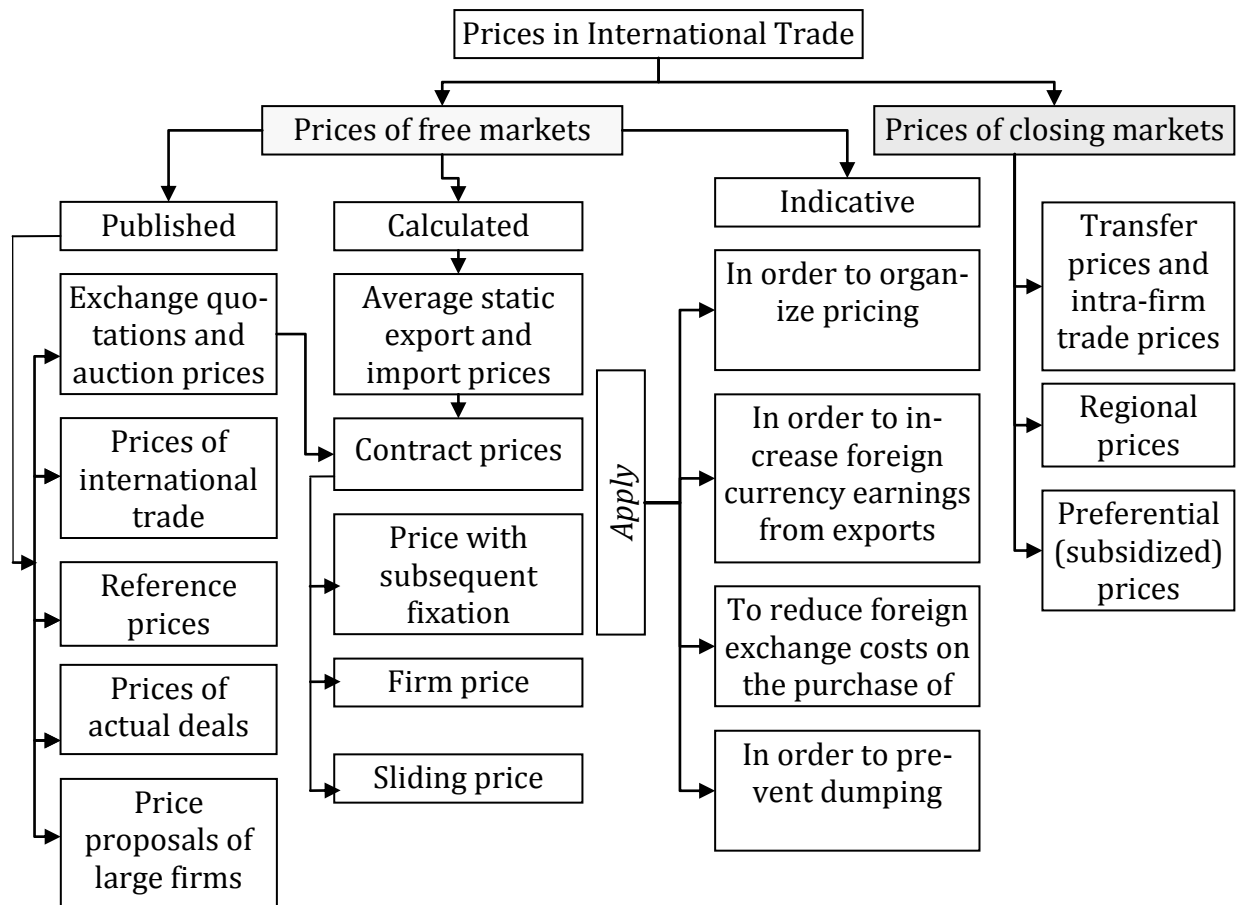 Prices in International Trade
Prices of free markets
Prices of closing markets
Published
Exchange quo-
tations and
auction prices
Prices of
international
trade
Reference
prices
Prices of
actual deals
Price
proposals of
large firms
Calculated
Average static
export and
import prices
Contract prices
Price with
subsequent
fixation
Firm price
Sliding price
Apply
Indicative
In order to organ-
ize pricing
In order to in-
crease foreign
currency earnings
from exports
To reduce foreign
exchange costs on
the purchase of
In order to pre-
vent dumping
Transfer
prices and
intra-firm
trade prices
Regional
prices
Preferential
(subsidized)
prices